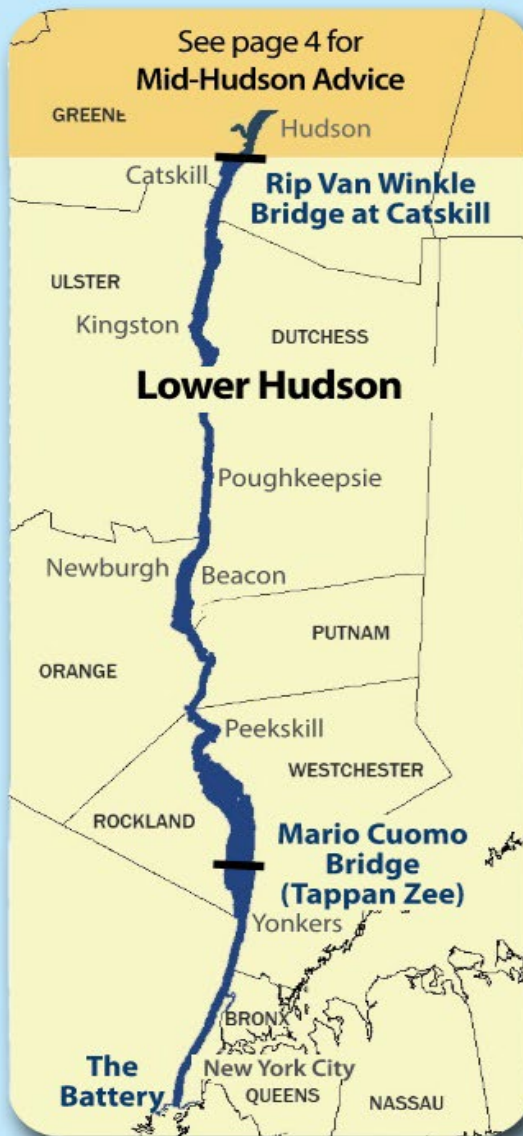 See page 4 for
Mid-Hudson Advice
GREENE
Hudson
Catskill
Rip Van Winkle
Bridge at Catskill
ULSTER
Kingston
DUTCHESS
Lower Hudson
Poughkeepsie
Newburgh
Beacon
PUTNAM
ORANGE
Peekskill
WESTCHESTER
ROCKLAND
Mario Cuomo
Bridge
(Tappan Zee)
Yonkers
BRONX
The
Battery
New York City
QUEENS
NASSAU